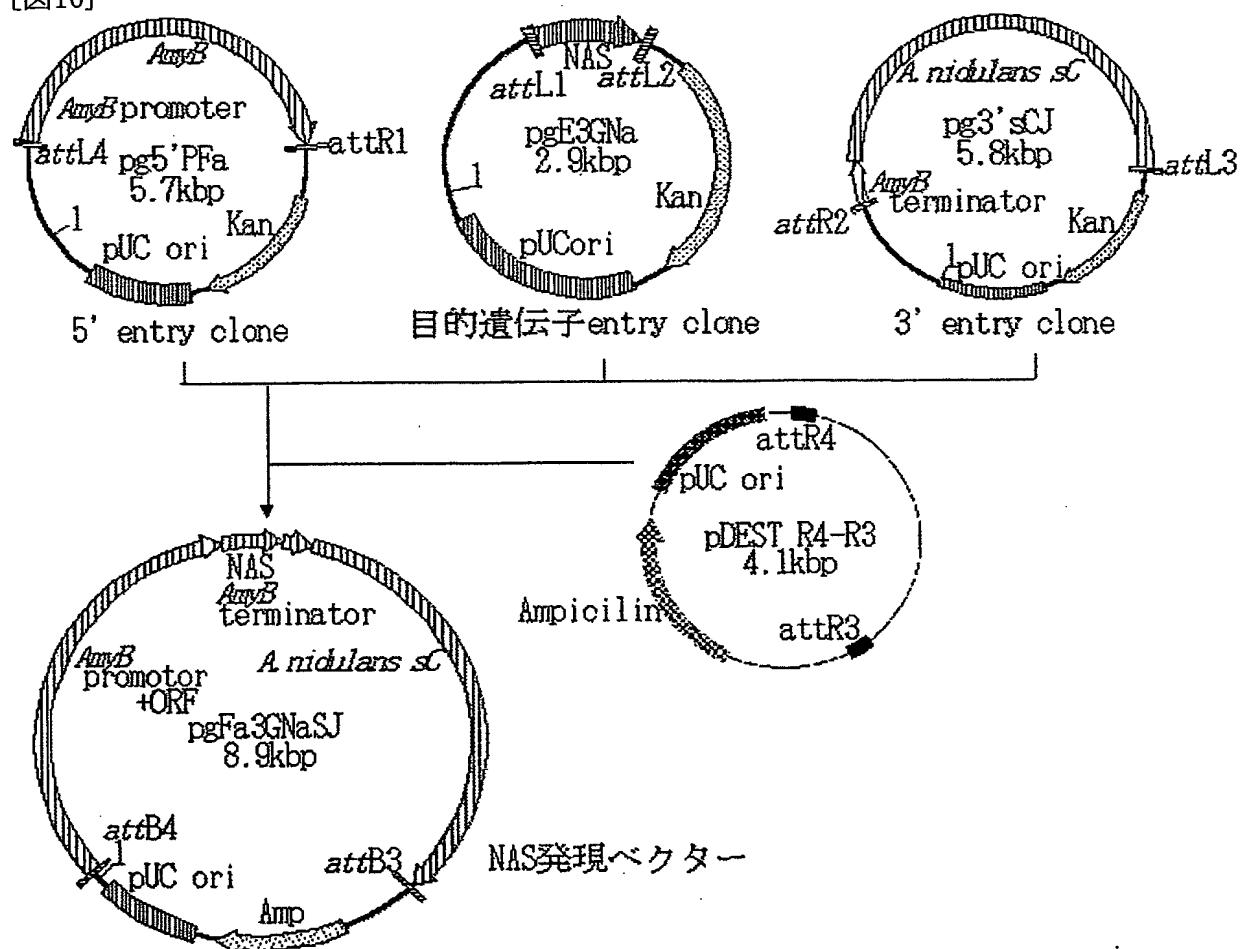 [図10]
AmyB
AmyB promoter
attL4
attR1
pg5'PFa
5.7kbp
1
Kan
pUC ori
5' entry clone
NAS
attL1
attL2
pgE3GNa
2.9kbp
1
Kan
pUCori
目的遺伝子entry clone
A. nidulans sC
pg3'sCJ
5.8kbp
attL3
AmyB
terminator
attR2
Kan
1
pUC ori
3' entry clone
attR4
pUC ori
pDEST R4-R3
4.1kbp
Ampicilin
attR3
NAS
AmyB
terminator
AmyB
promotor
+ORF
A. nidulans sC
pgFa3GNaSJ
8.9kbp
attB4
1
pUC ori
attB3
Amp
NAS発現ベクター